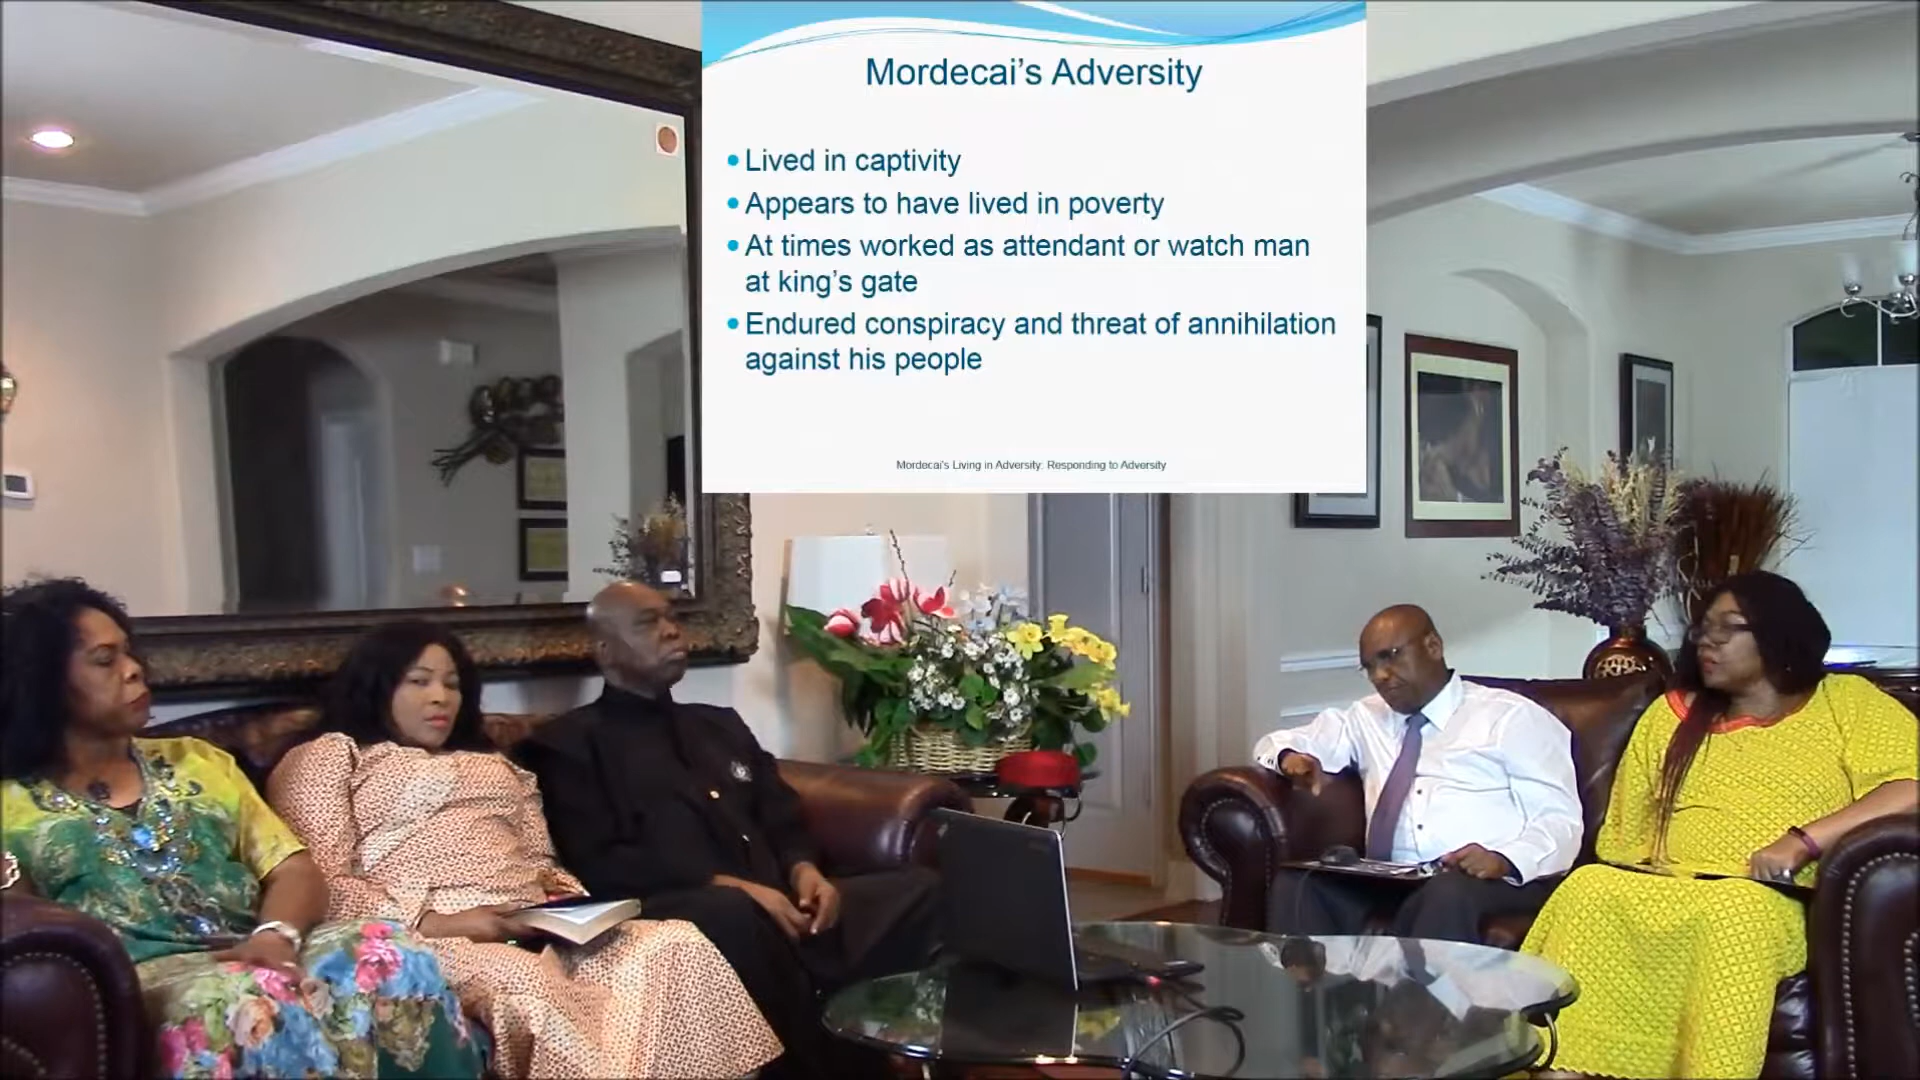 Mordecai’s Adversity
Lived in captivity
Appears to have lived in poverty
At times worked as attendant or watch man
at king’s gate
Endured conspiracy and threat of annihilation
against his people
Mordecai's Living in Adversity: Responding to Adversity